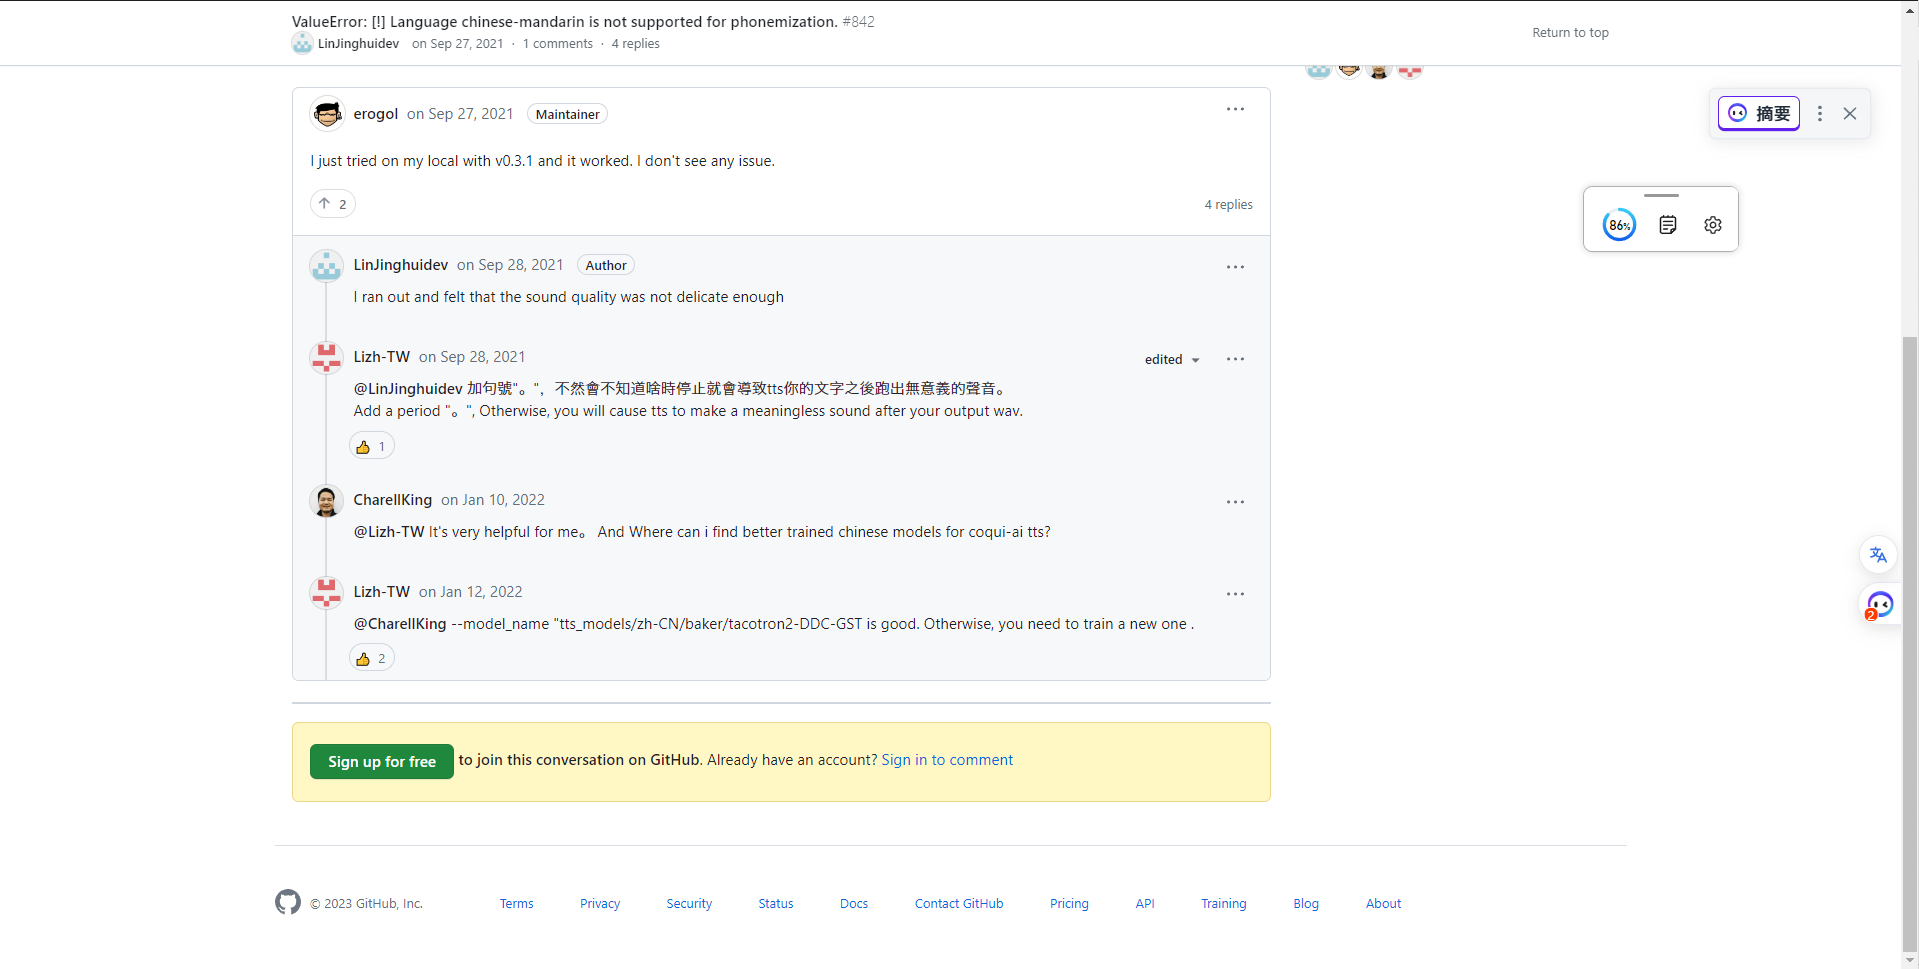 ValueError: [!] Language chinese-mandarin is not supported for phonemization. #842
LinJinghuidev on Sep 27, 2021 · 1 comments · 4 replies
Return to top
erogol on Sep 27, 2021 Maintainer
I just tried on my local with v0.3.1 and it worked. I don't see any issue.
2
4 replies
LinJinghuidev on Sep 28, 2021 Author
I ran out and felt that the sound quality was not delicate enough
Lizh-TW on Sep 28, 2021
edited
@LinJinghuidev 加句號"。"，不然會不知道啥時停止就會導致tts你的文字之後跑出無意義的聲音。
Add a period "。", Otherwise, you will cause tts to make a meaningless sound after your output wav.
1
CharellKing on Jan 10, 2022
@Lizh-TW It's very helpful for me。 And Where can i find better trained chinese models for coqui-ai tts?
Lizh-TW on Jan 12, 2022
@CharellKing --model_name "tts_models/zh-CN/baker/tacotron2-DDC-GST is good. Otherwise, you need to train a new one .
2
Sign up for free to join this conversation on GitHub. Already have an account? Sign in to comment
© 2023 GitHub, Inc.
Terms
Privacy
Security
Status
Docs
Contact GitHub
Pricing
API
Training
Blog
About
摘要
86%
2